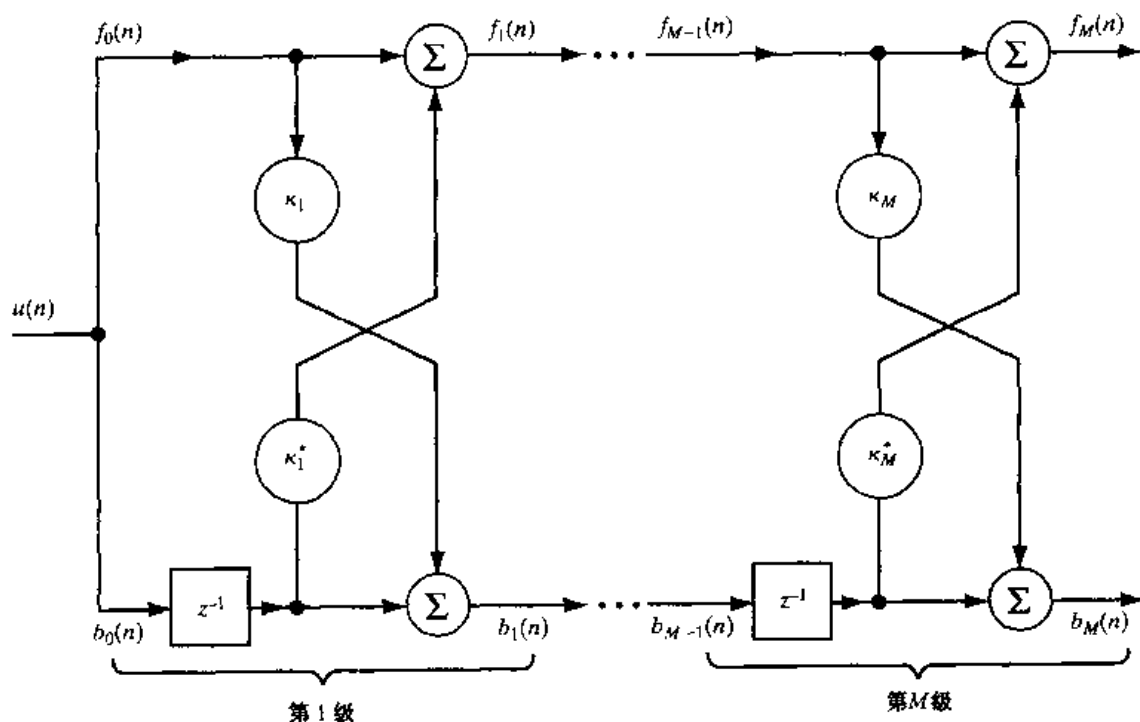 f₀(n) f₁(n) f_{M-1}(n) f_M(n)
Σ Σ
κ₁ κ_M
u(n)
κ₁* κ_M*
z⁻¹ Σ z⁻¹ Σ
b₀(n) b₁(n) b_{M-1}(n) b_M(n)
第1级 第M级